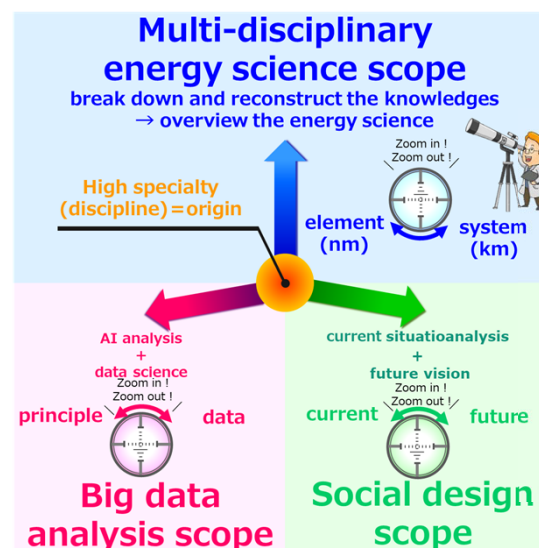 Multi-disciplinary
energy science scope
break down and reconstruct the knowledges
→ overview the energy science
Zoom in !
Zoom out !
High specialty
(discipline)=origin
element
(nm)
system
(km)
AI analysis
+
data science
Zoom in !
Zoom out !
principle
data
Big data
analysis scope
current situatioanalysis
+
future vision
Zoom in !
Zoom out !
current
future
Social design
scope